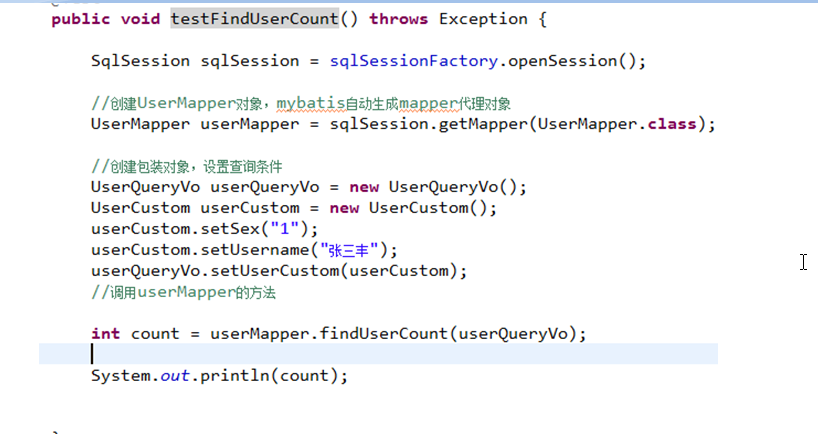 public void testFindUserCount() throws Exception {
SqlSession sqlSession = sqlSessionFactory.openSession();
//创建UserMapper对象，mybatis自动生成mapper代理对象
UserMapper userMapper = sqlSession.getMapper(UserMapper.class);
//创建包装对象，设置查询条件
UserQueryVo userQueryVo = new UserQueryVo();
UserCustom userCustom = new UserCustom();
userCustom.setSex("1");
userCustom.setUsername("张三丰");
userQueryVo.setUserCustom(userCustom);
//调用userMapper的方法
int count = userMapper.findUserCount(userQueryVo);
System.out.println(count);